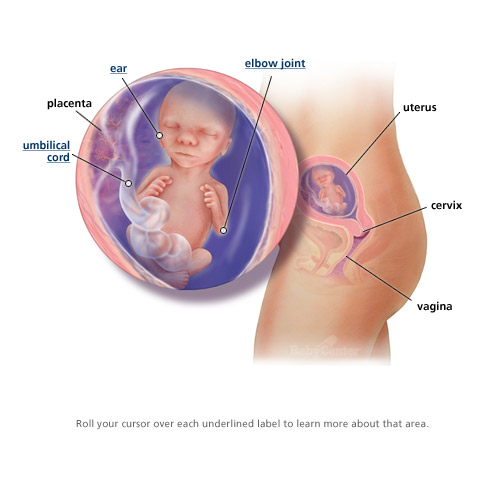 ear
elbow joint
placenta
uterus
umbilical
cord
cervix
vagina
Roll your cursor over each underlined label to learn more about that area.